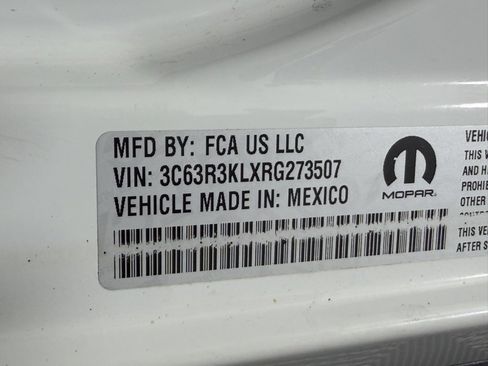 MFD BY: FCA US LLC
VIN: 3C63R3KLXRG273507
VEHICLE MADE IN: MEXICO
MOPAR
THIS V
AND H
PROHIB
OTHER
THIS VE
AFTER S